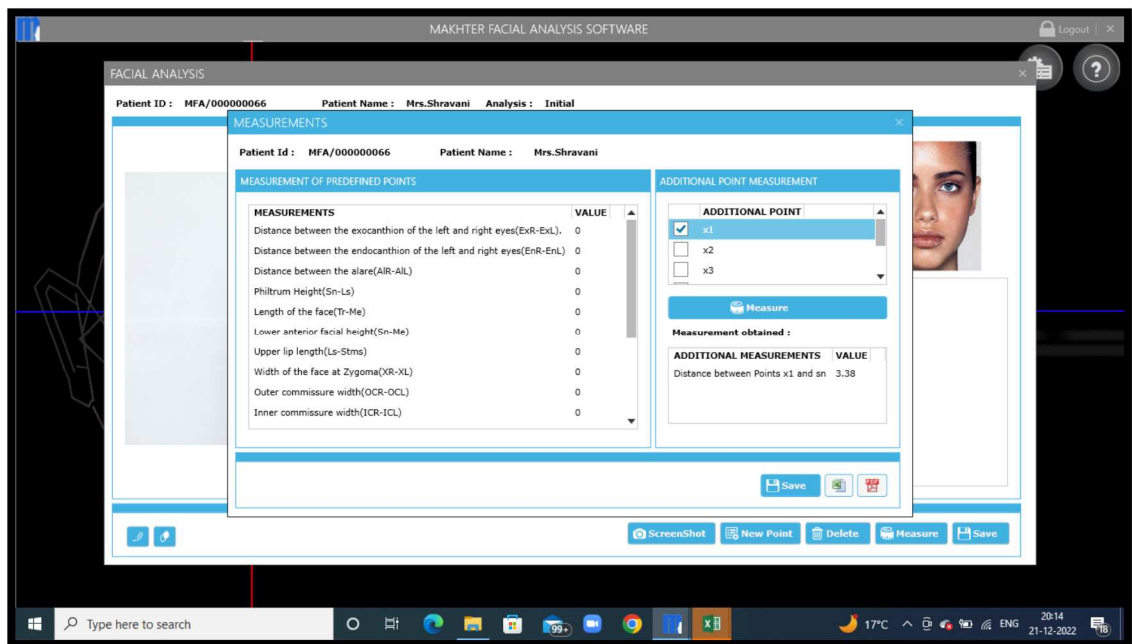 MAKHTER FACIAL ANALYSIS SOFTWARE
Logout
FACIAL ANALYSIS
Patient ID : MFA/000000066 Patient Name : Mrs.Shravani Analysis : Initial
MEASUREMENTS
Patient Id : MFA/000000066 Patient Name : Mrs.Shravani
MEASUREMENT OF PREDEFINED POINTS
MEASUREMENTS VALUE
Distance between the exocanthion of the left and right eyes(ExR-ExL). 0
Distance between the endocanthion of the left and right eyes(EnR-EnL) 0
Distance between the alare(AlR-AlL) 0
Philtrum Height(Sn-Ls) 0
Length of the face(Tr-Me) 0
Lower anterior facial height(Sn-Me) 0
Upper lip length(Ls-Stms) 0
Width of the face at Zygoma(XR-XL) 0
Outer commissure width(OCR-OCL) 0
Inner commissure width(ICR-ICL) 0
ADDITIONAL POINT MEASUREMENT
ADDITIONAL POINT
x1
x2
x3
Measure
Measurement obtained :
ADDITIONAL MEASUREMENTS VALUE
Distance between Points x1 and sn 3.38
Save
ScreenShot New Point Delete Measure Save
Type here to search
99+
17°C
ENG
20:14
21-12-2022
18